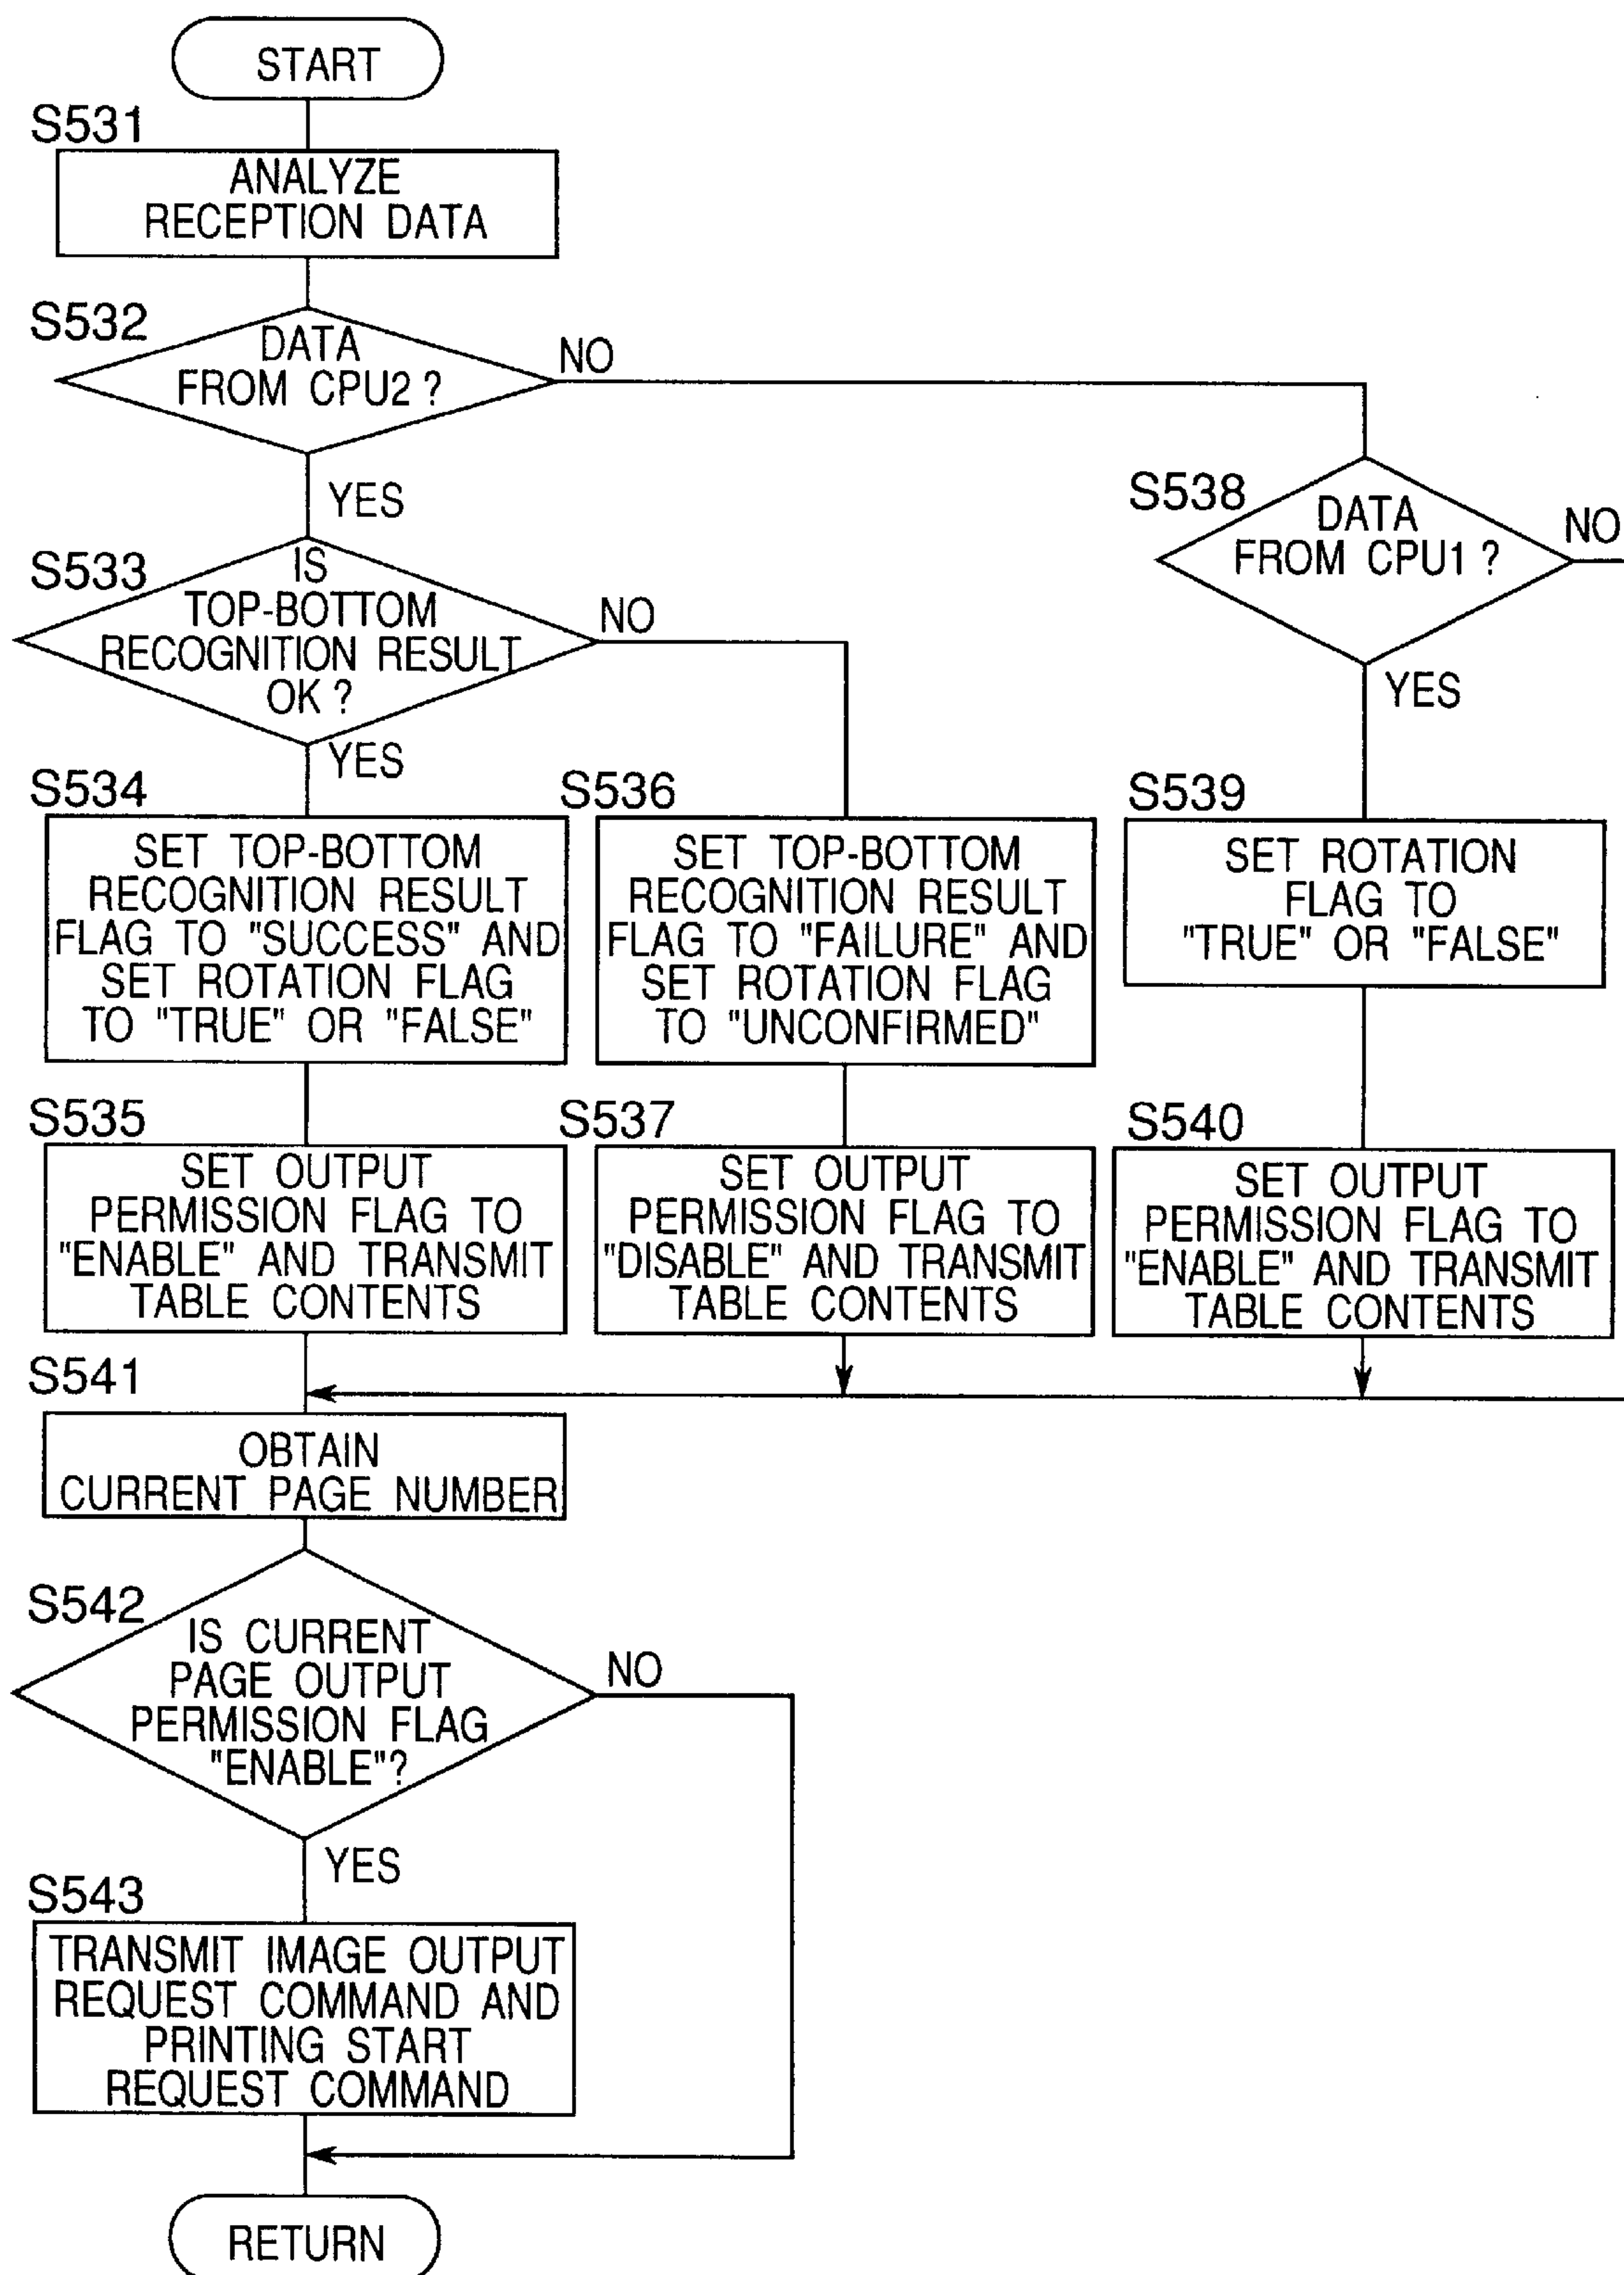 START
S531
ANALYZE
RECEPTION DATA
S532
DATA
FROM CPU2 ?
NO
YES
S538
DATA
FROM CPU1 ?
NO
YES
S533
IS
TOP-BOTTOM
RECOGNITION RESULT
OK ?
NO
YES
S534
SET TOP-BOTTOM
RECOGNITION RESULT
FLAG TO "SUCCESS" AND
SET ROTATION FLAG
TO "TRUE" OR "FALSE"
S536
SET TOP-BOTTOM
RECOGNITION RESULT
FLAG TO "FAILURE" AND
SET ROTATION FLAG
TO "UNCONFIRMED"
S539
SET ROTATION
FLAG TO
"TRUE" OR "FALSE"
S535
SET OUTPUT
PERMISSION FLAG TO
"ENABLE" AND TRANSMIT
TABLE CONTENTS
S537
SET OUTPUT
PERMISSION FLAG TO
"DISABLE" AND TRANSMIT
TABLE CONTENTS
S540
SET OUTPUT
PERMISSION FLAG TO
"ENABLE" AND TRANSMIT
TABLE CONTENTS
S541
OBTAIN
CURRENT PAGE NUMBER
S542
IS CURRENT
PAGE OUTPUT
PERMISSION FLAG
"ENABLE"?
NO
YES
S543
TRANSMIT IMAGE OUTPUT
REQUEST COMMAND AND
PRINTING START
REQUEST COMMAND
RETURN